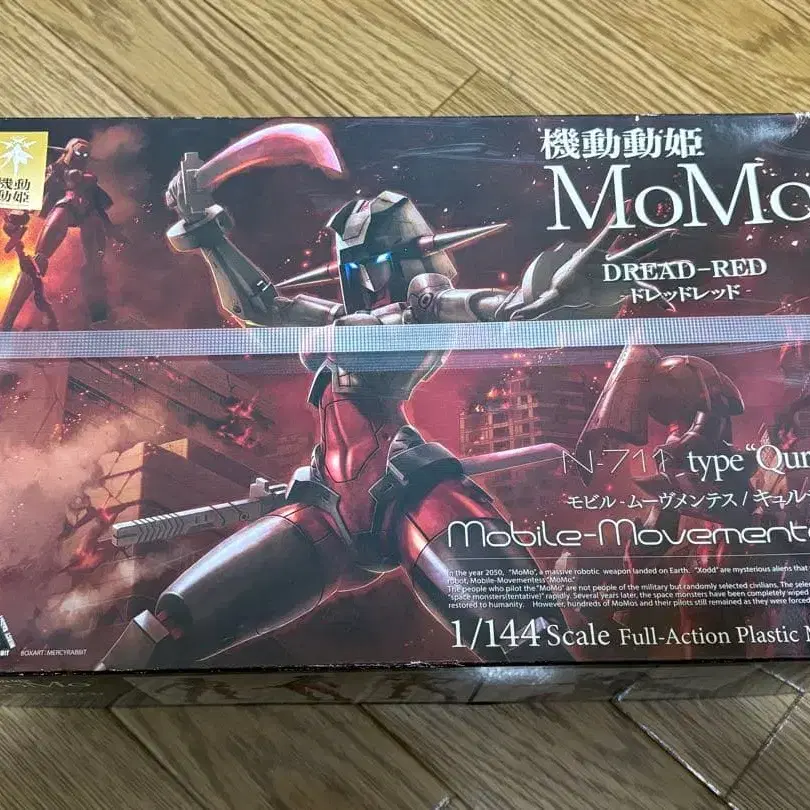 機動
動姫
機動動姫
MoMo
DREAD-RED
-ドレッドレッド-
N-711 type “Qu
モビル-ムーヴメンテス/キュル
Mobile-Movement
In the year 2050, "MoMo", a massive robotic weapon landed on Earth. "Xodd" are mysterious aliens that
robot, Mobile-Movementess "MoMo."
The people who pilot the "MoMo" are not people of the military but randomly selected civilians. The sele
"space monsters(tentative)" rapidly. Several years later, the space monsters have been completely wiped
restored to humanity. However, hundreds of MoMos and their pilots still remained as they were forced
1/144 Scale Full-Action Plastic
BOXART : MERCYRABBIT